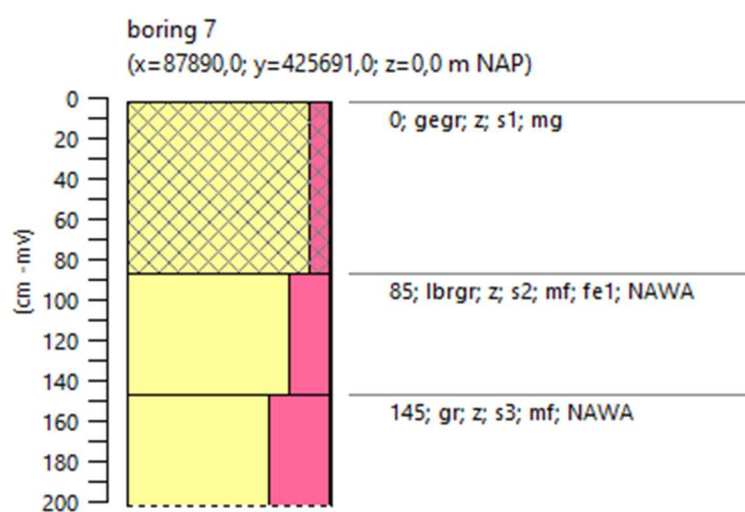 boring 7
(x=87890,0; y=425691,0; z=0,0 m NAP)
0
20
40
60
80
100
120
140
160
180
200
(cm -mv)
0; gegr; z; s1; mg
85; lbrgr; z; s2; mf; fe1; NAWA
145; gr; z; s3; mf; NAWA